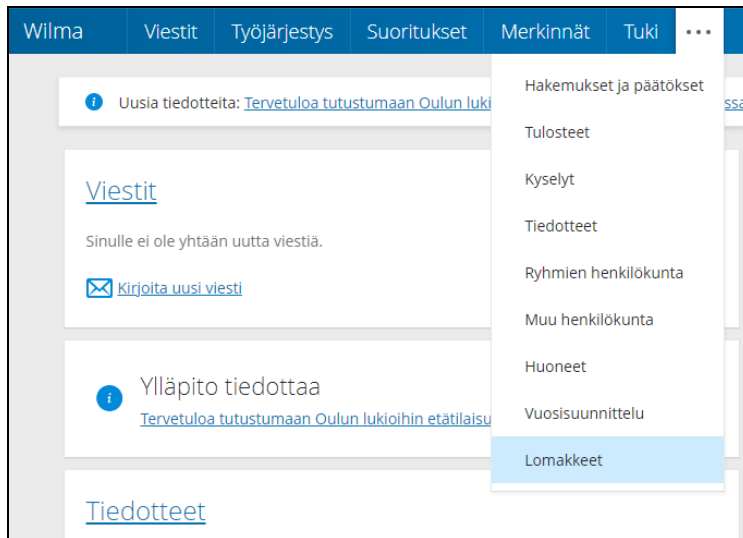 Wilma Viestit Työjärjestys Suoritukset Merkinnät Tuki ...
Uusia tiedotteita: Tervetuloa tutustumaan Oulun
Viestit
Sinulle ei ole yhtään uutta viestiä.
Kirjoita uusi viesti
Ylläpito tiedottaa
Tervetuloa tutustumaan Oulun lukioihin
Tiedotteet
Hakemukset ja päätökset
Tulosteet
Kyselyt
Tiedotteet
Ryhmien henkilökunta
Muu henkilökunta
Huoneet
Vuosisuunnittelu
Lomakkeet